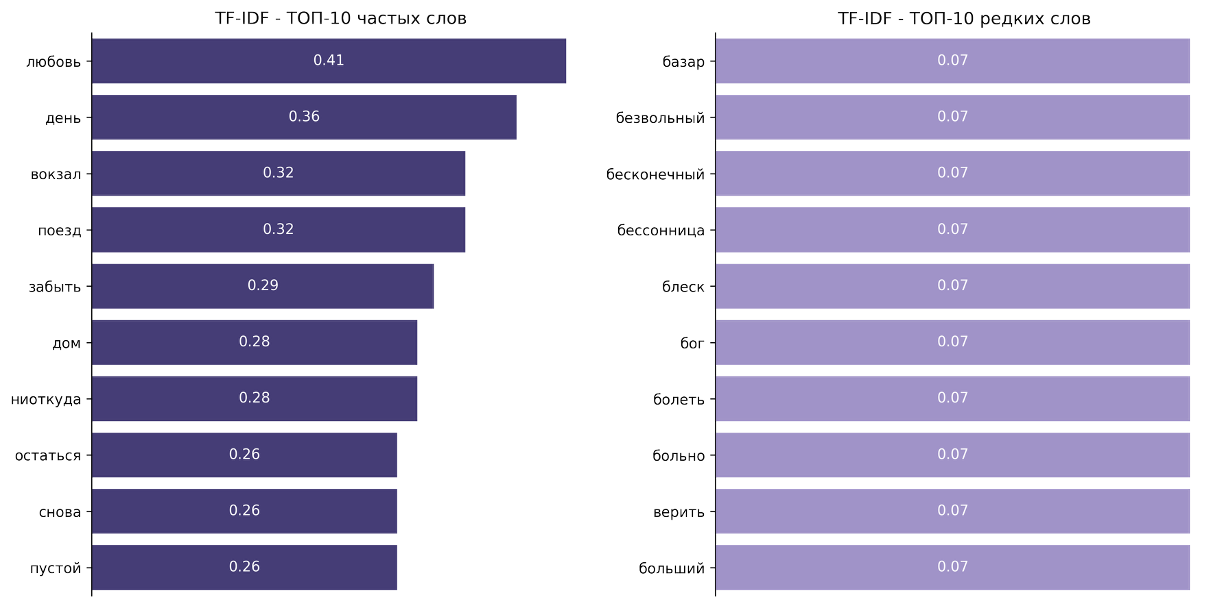 TF-IDF - ТОП-10 частых слов
любовь 0.41
день 0.36
вокзал 0.32
поезд 0.32
забыть 0.29
дом 0.28
ниоткуда 0.28
остаться 0.26
снова 0.26
пустой 0.26
TF-IDF - ТОП-10 редких слов
базар 0.07
безвольный 0.07
бесконечный 0.07
бессонница 0.07
блеск 0.07
бог 0.07
болеть 0.07
больно 0.07
верить 0.07
больший 0.07